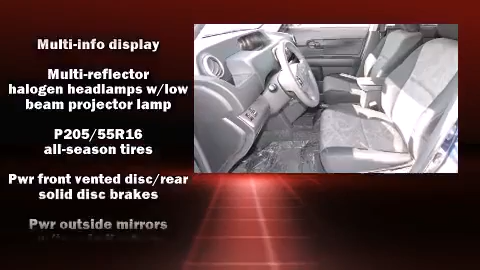 Multi-info display
Multi-reflector
halogen headlamps w/low
beam projector lamp
P205/55R16
all-season tires
Pwr front vented disc/rear
solid disc brakes
Pwr outside mirrors